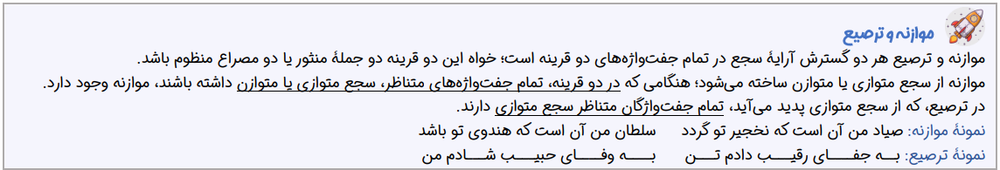 موازنه و ترصیع
موازنه و ترصیع هر دو گسترش آرایهٔ سجع در تمام جفت‌واژه‌های دو قرینه است؛ خواه این دو قرینه دو جملهٔ منثور یا دو مصراع منظوم باشد.
موازنه از سجع متوازی یا متوازن ساخته می‌شود؛ هنگامی که در دو قرینه، تمام جفت‌واژه‌های متناظر، سجع متوازی یا متوازن داشته باشند، موازنه وجود دارد.
در ترصیع، که از سجع متوازی پدید می‌آید، تمام جفت‌واژگان متناظر سجع متوازی دارند.
نمونهٔ موازنه: صیاد من آن است که نخجیر تو گردد سلطان من آن است که هندوی تو باشد
نمونهٔ ترصیع: بــه جفــــای رقیـــب دادم تـــن بــــه وفــــای حبیـــب شـــادم من